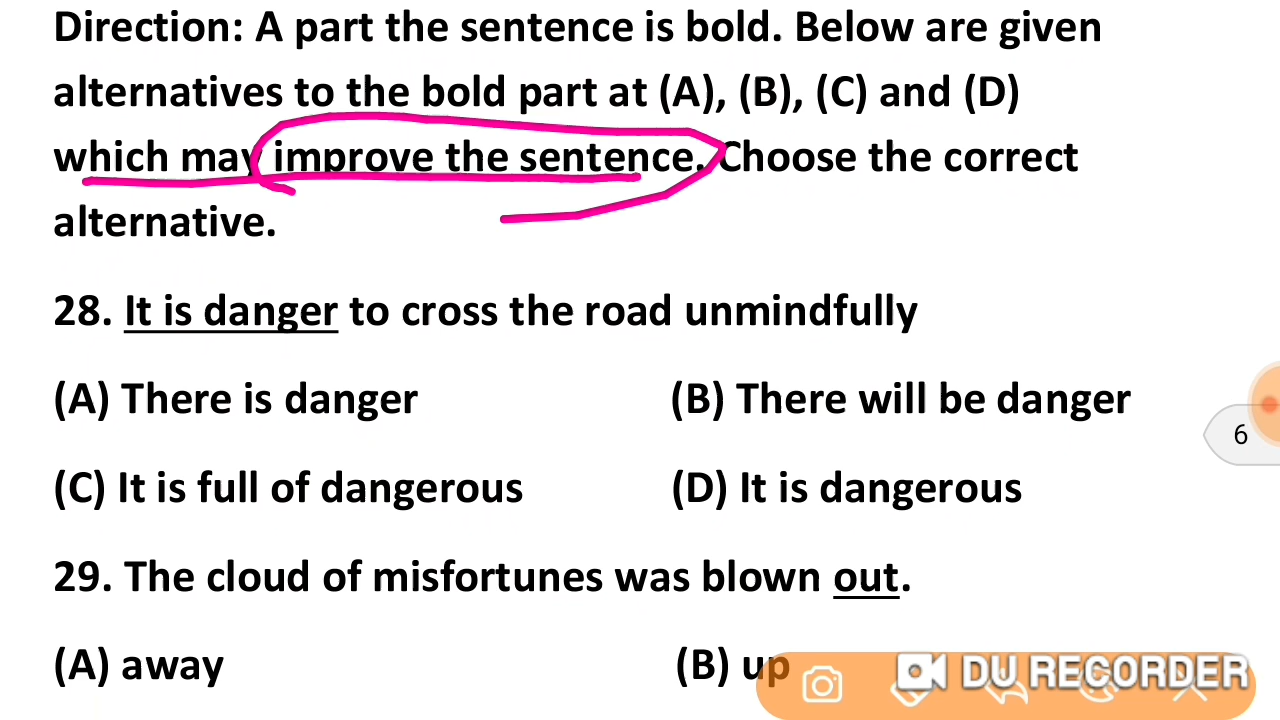 Direction: A part the sentence is bold. Below are given
alternatives to the bold part at (A), (B), (C) and (D)
which may improve the sentence. Choose the correct
alternative.
28. It is danger to cross the road unmindfully
(A) There is danger (B) There will be danger
(C) It is full of dangerous (D) It is dangerous
6
29. The cloud of misfortunes was blown out.
(A) away (B) up
DU RECORDER